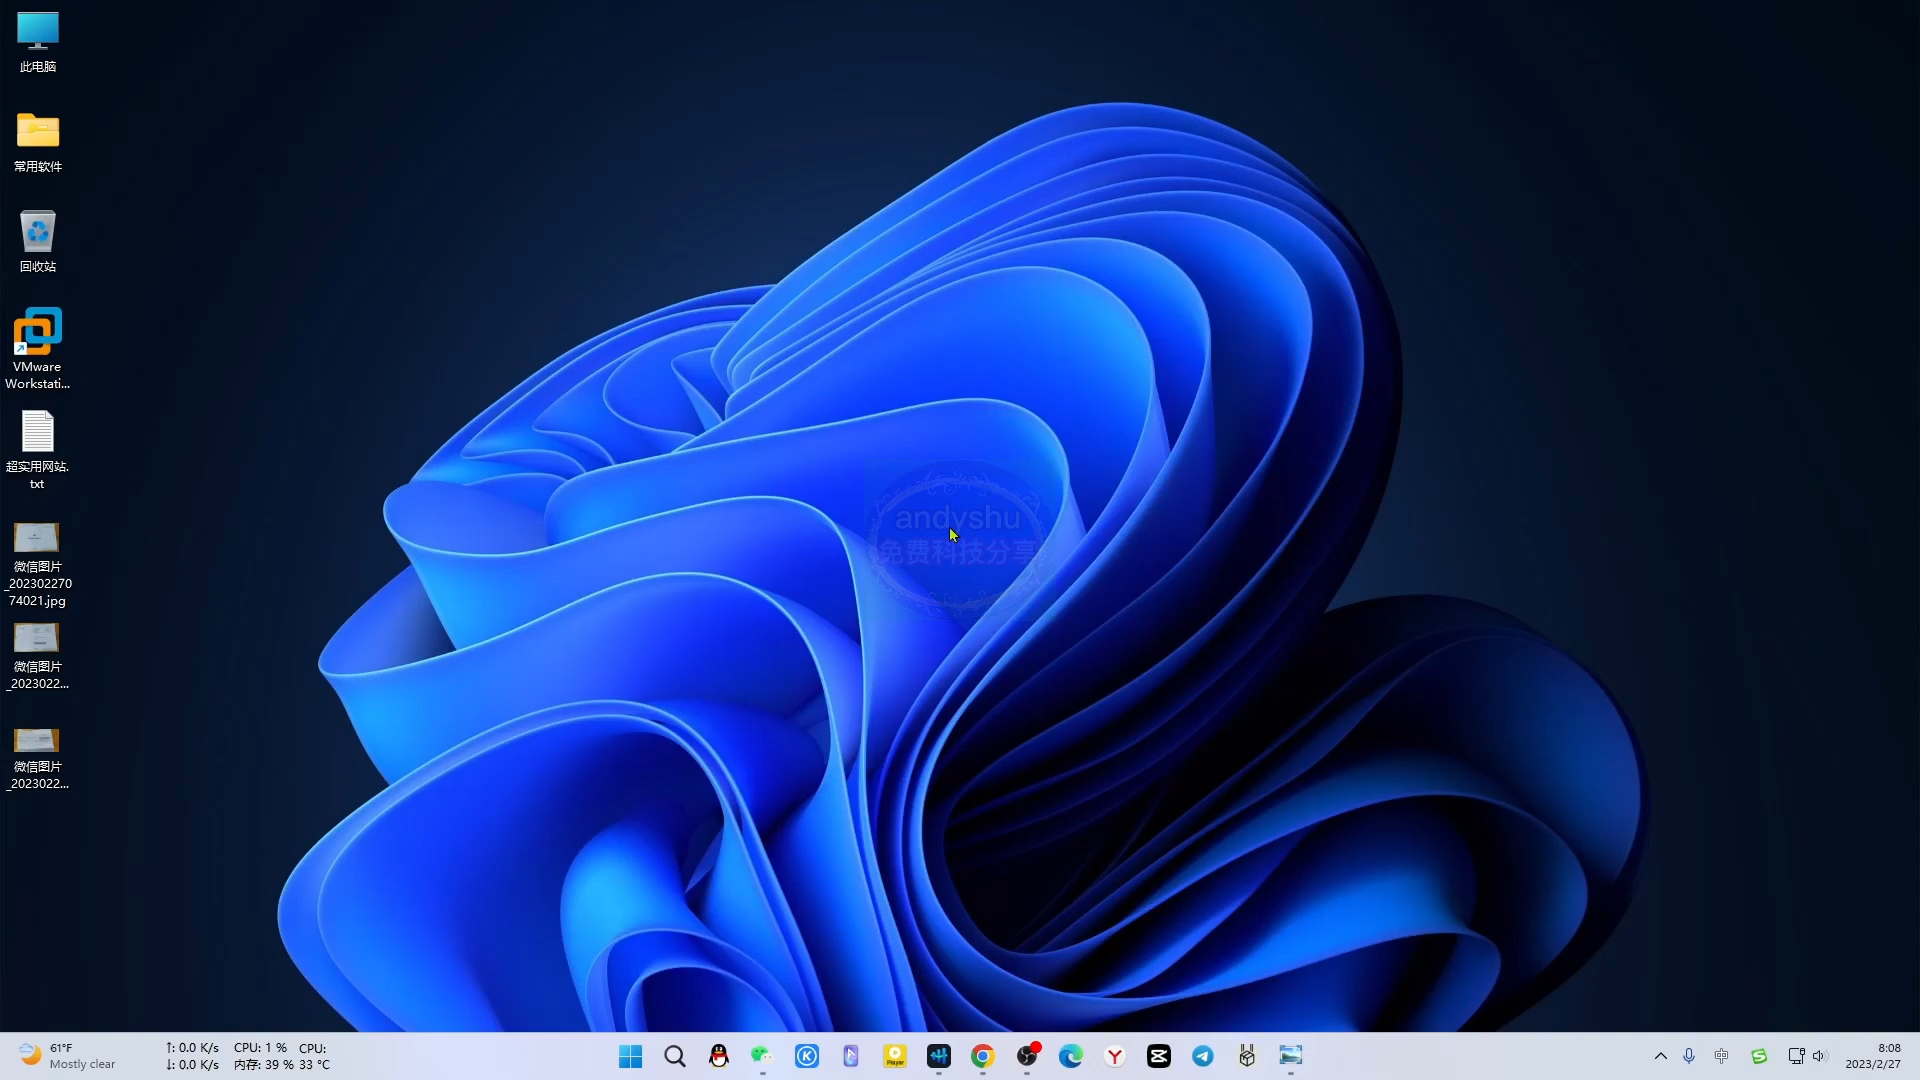 此电脑
常用软件
回收站
VMware
Workstati...
超实用网站.
txt
微信图片
_202302270
74021.jpg
微信图片
_2023022...
微信图片
_2023022...
andyshu
免费科技分享
61°F
Mostly clear
↑: 0.0 K/s
↓: 0.0 K/s
CPU: 1 %
内存: 39 %
CPU:
33 °C
Player
中
8:08
2023/2/27